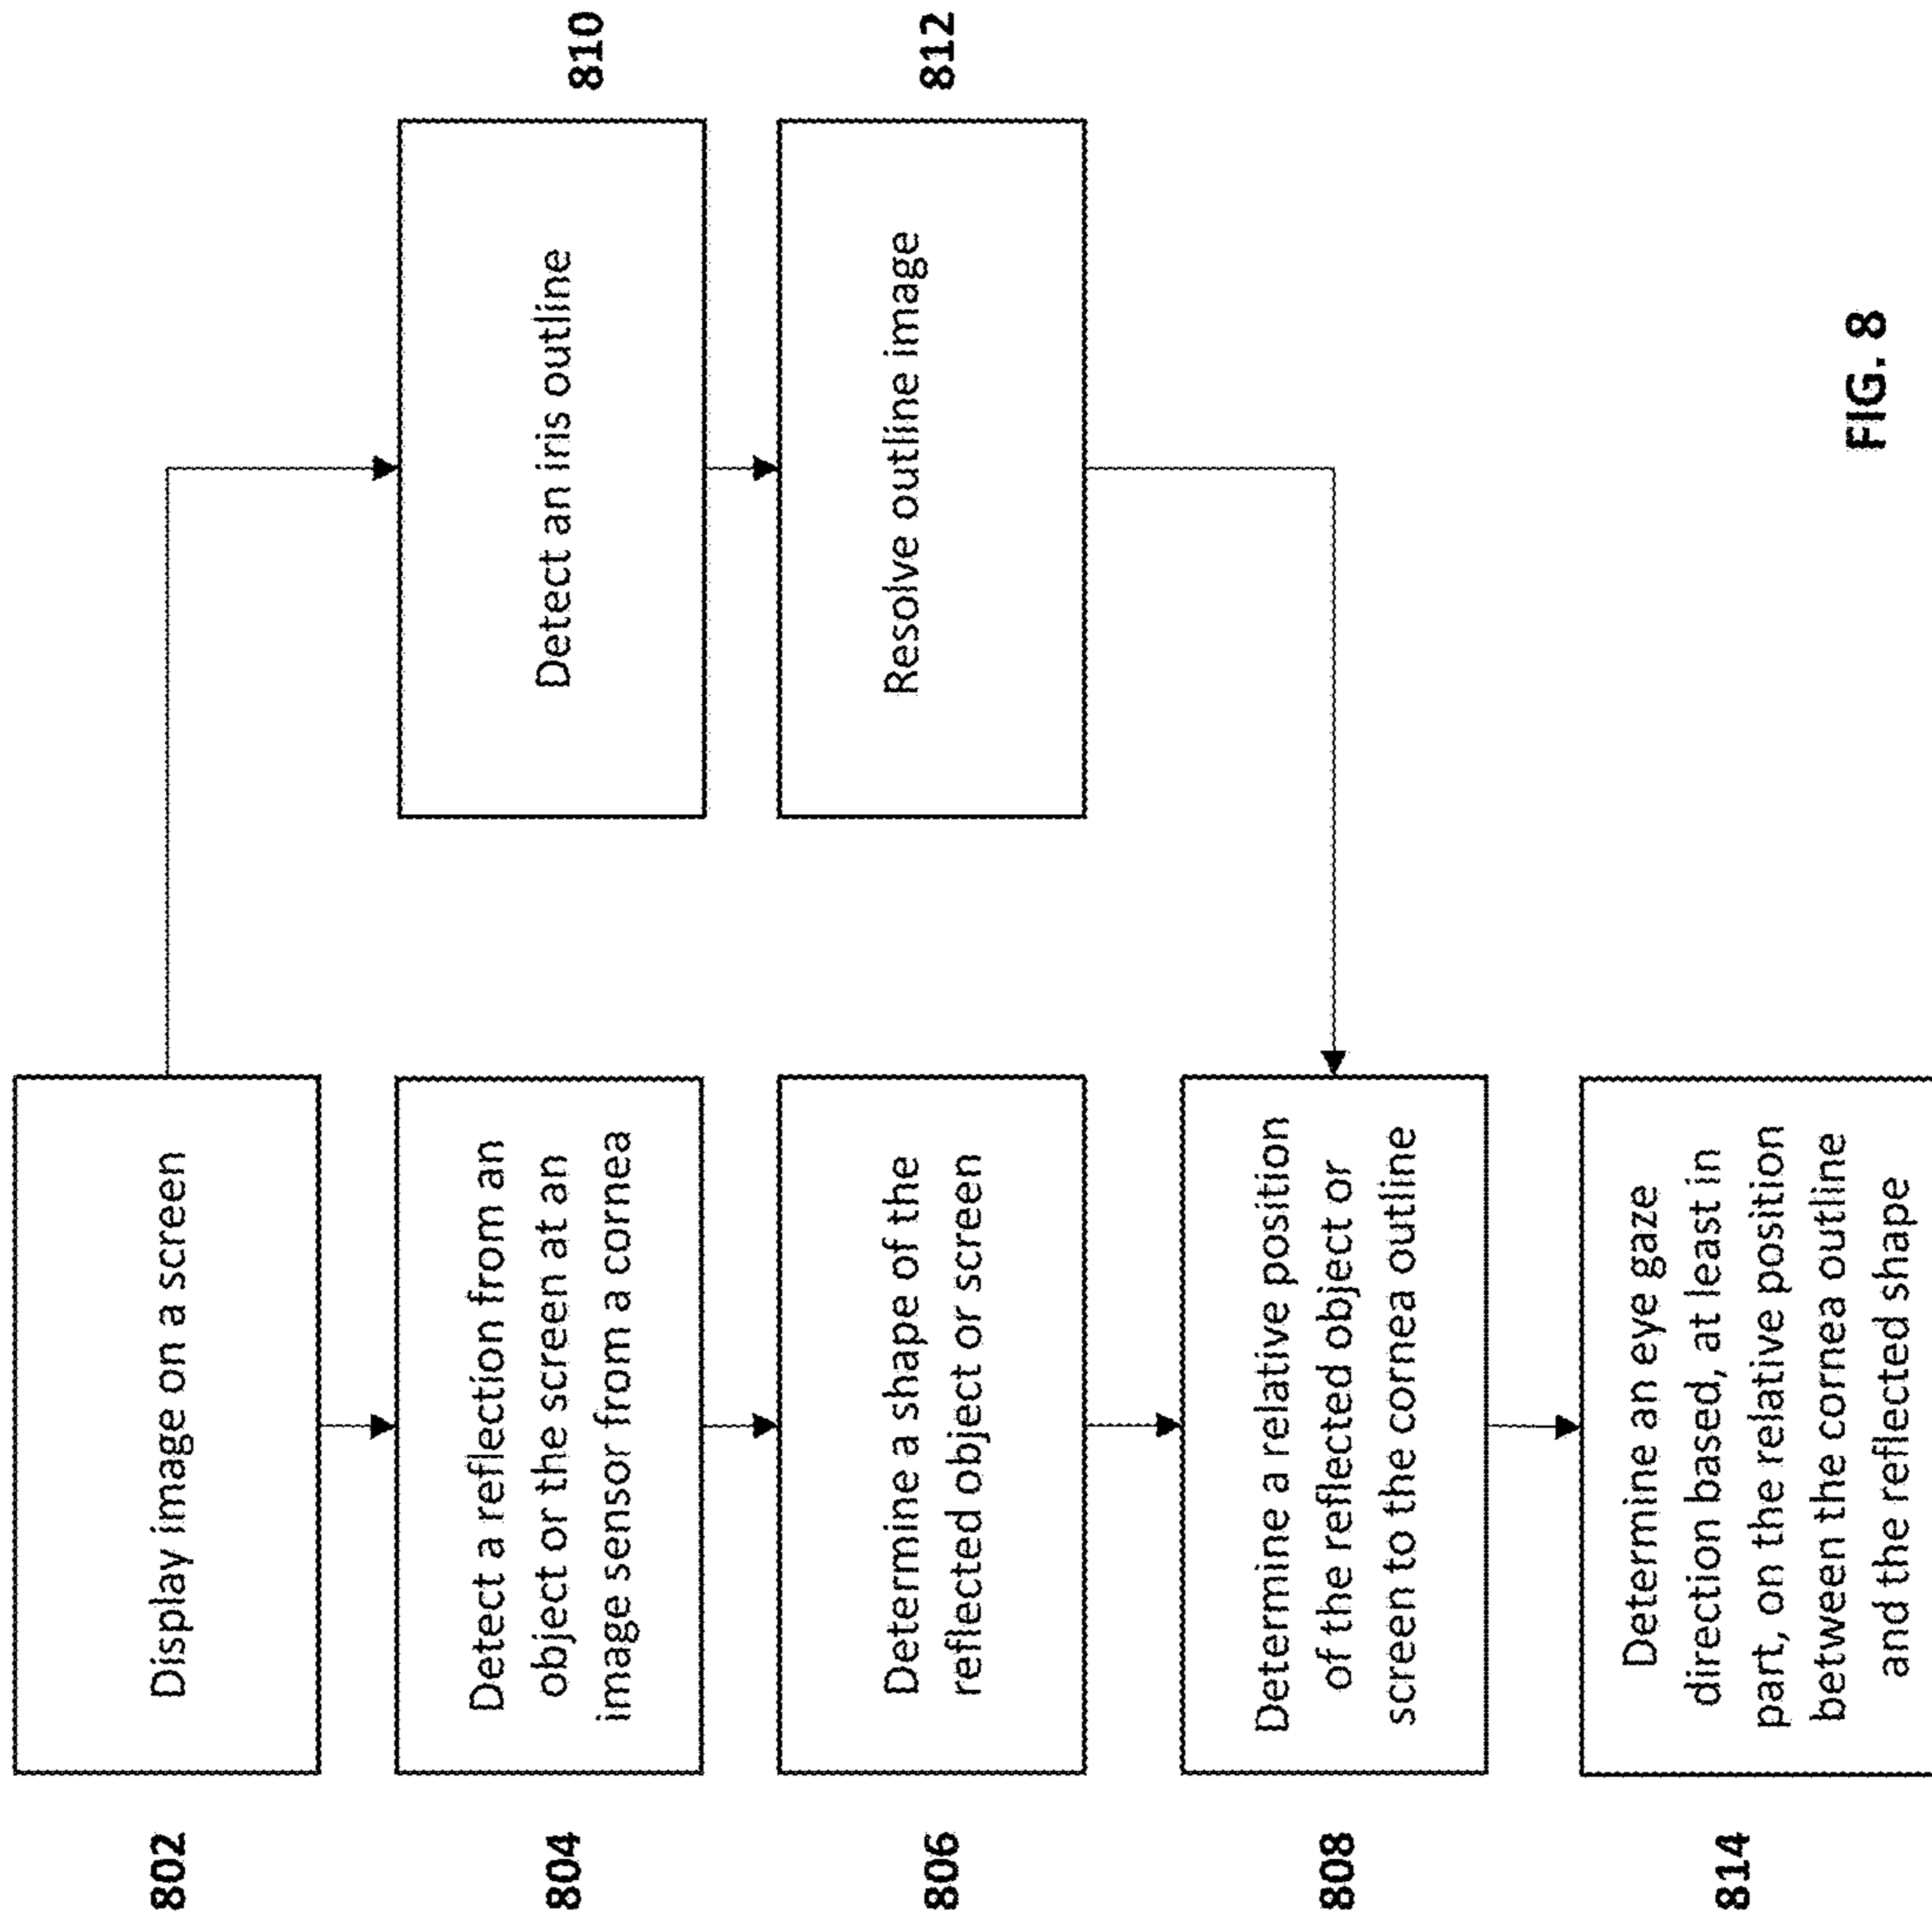 802
Display image on a screen
804
Detect a reflection from an
object or the screen at an
image sensor from a cornea
806
Determine a shape of the
reflected object or screen
808
Determine a relative position
of the reflected object or
screen to the cornea outline
814
Determine an eye gaze
direction based, at least in
part, on the relative position
between the cornea outline
and the reflected shape
Detect an iris outline
810
Resolve outline image
812
FIG. 8